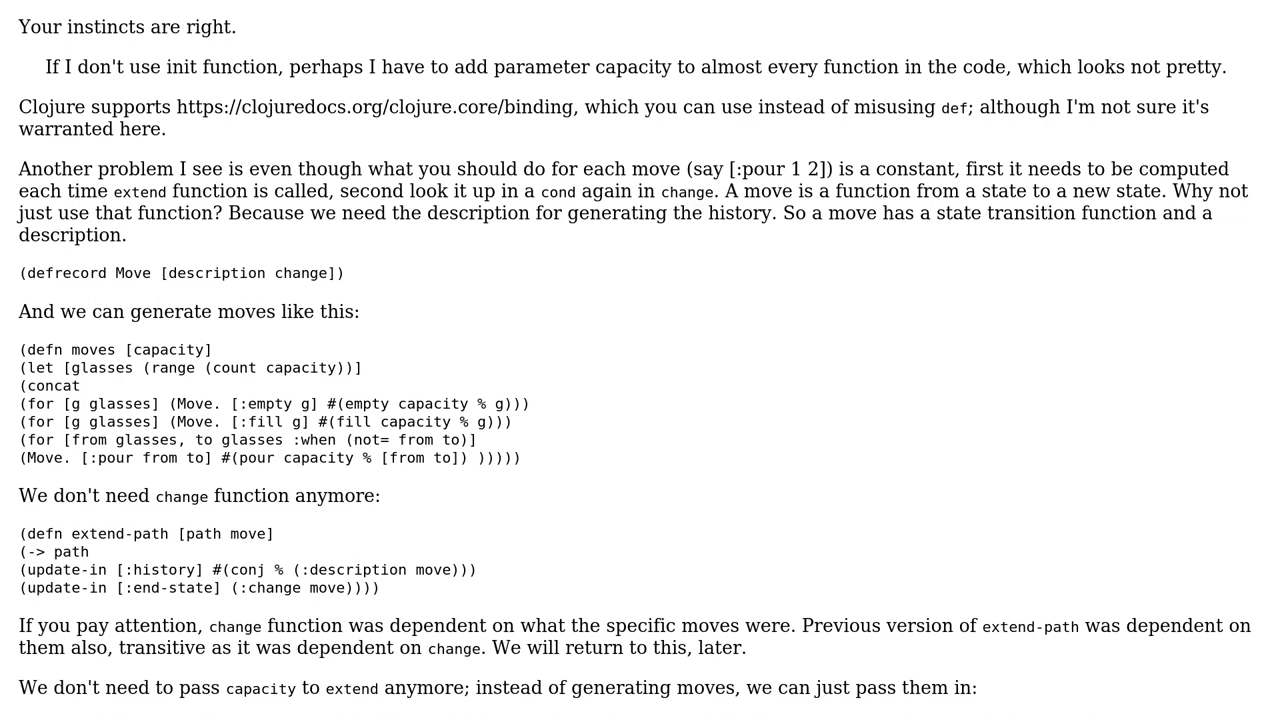 Your instincts are right.
If I don't use init function, perhaps I have to add parameter capacity to almost every function in the code, which looks not pretty.
Clojure supports https://clojuredocs.org/clojure.core/binding, which you can use instead of misusing def; although I'm not sure it's
warranted here.
Another problem I see is even though what you should do for each move (say [:pour 1 2]) is a constant, first it needs to be computed
each time extend function is called, second look it up in a cond again in change. A move is a function from a state to a new state. Why not
just use that function? Because we need the description for generating the history. So a move has a state transition function and a
description.
(defrecord Move [description change])
And we can generate moves like this:
(defn moves [capacity]
(let [glasses (range (count capacity))]
(concat
(for [g glasses] (Move. [:empty g] #(empty capacity % g)))
(for [g glasses] (Move. [:fill g] #(fill capacity % g)))
(for [from glasses, to glasses :when (not= from to)]
(Move. [:pour from to] #(pour capacity % [from to]) )))))
We don't need change function anymore:
(defn extend-path [path move]
(-> path
(update-in [:history] #(conj % (:description move)))
(update-in [:end-state] (:change move))))
If you pay attention, change function was dependent on what the specific moves were. Previous version of extend-path was dependent on
them also, transitive as it was dependent on change. We will return to this, later.
We don't need to pass capacity to extend anymore; instead of generating moves, we can just pass them in: